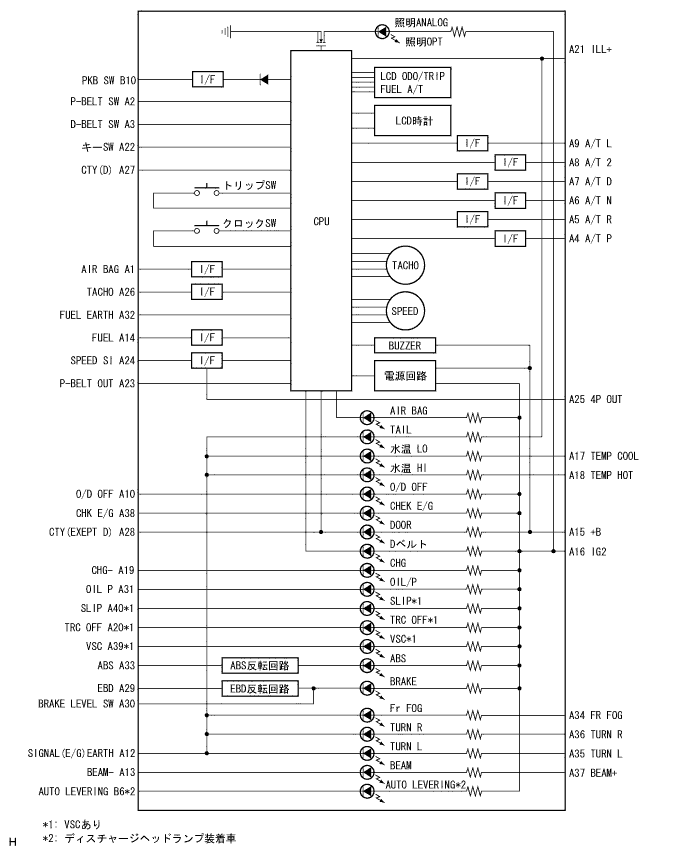 照明ANALOG
照明OPT
A21 ILL+
PKB SW B10
I/F
LCD ODO/TRIP
FUEL A/T
P-BELT SW A2
D-BELT SW A3
LCD時計
キーSW A22
I/F
A9 A/T L
CTY(D) A27
I/F
A8 A/T 2
トリップSW
I/F
A7 A/T D
I/F
A6 A/T N
クロックSW
CPU
I/F
A5 A/T R
I/F
A4 A/T P
AIR BAG A1
I/F
TACHO
TACHO A26
I/F
FUEL EARTH A32
SPEED
FUEL A14
I/F
BUZZER
SPEED SI A24
I/F
電源回路
P-BELT OUT A23
A25 4P OUT
AIR BAG
TAIL
水温 LO
A17 TEMP COOL
水温 HI
A18 TEMP HOT
O/D OFF A10
O/D OFF
CHK E/G A38
CHEK E/G
CTY(EXEPT D) A28
DOOR
A15 +B
Dベルト
A16 IG2
CHG- A19
CHG
OIL P A31
OIL/P
SLIP A40*1
SLIP*1
TRC OFF A20*1
TRC OFF*1
VSC A39*1
VSC*1
ABS A33
ABS反転回路
ABS
EBD A29
EBD反転回路
BRAKE
BRAKE LEVEL SW A30
Fr FOG
A34 FR FOG
TURN R
A36 TURN R
SIGNAL(E/G)EARTH A12
TURN L
A35 TURN L
BEAM- A13
BEAM
A37 BEAM+
AUTO LEVERING B6*2
AUTO LEVERING*2
*1: VSCあり
*2: ディスチャージヘッドランプ装着車
H